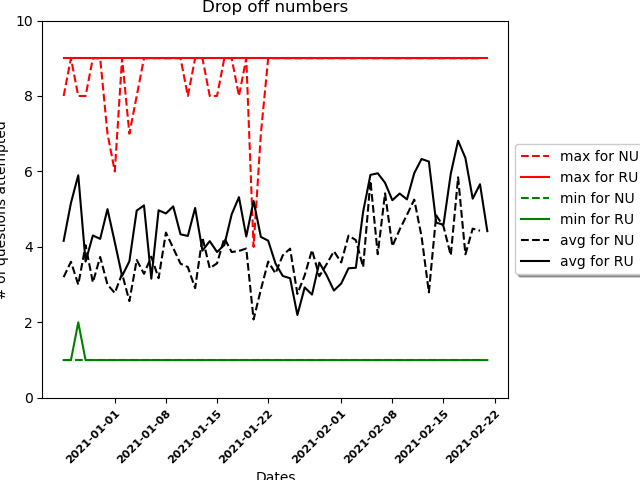 Drop off numbers
# of questions attempted
10
8
6
4
2
0
2021-01-01
2021-01-08
2021-01-15
2021-01-22
2021-02-01
2021-02-08
2021-02-15
2021-02-22
Dates
max for NU
max for RU
min for NU
min for RU
avg for NU
avg for RU